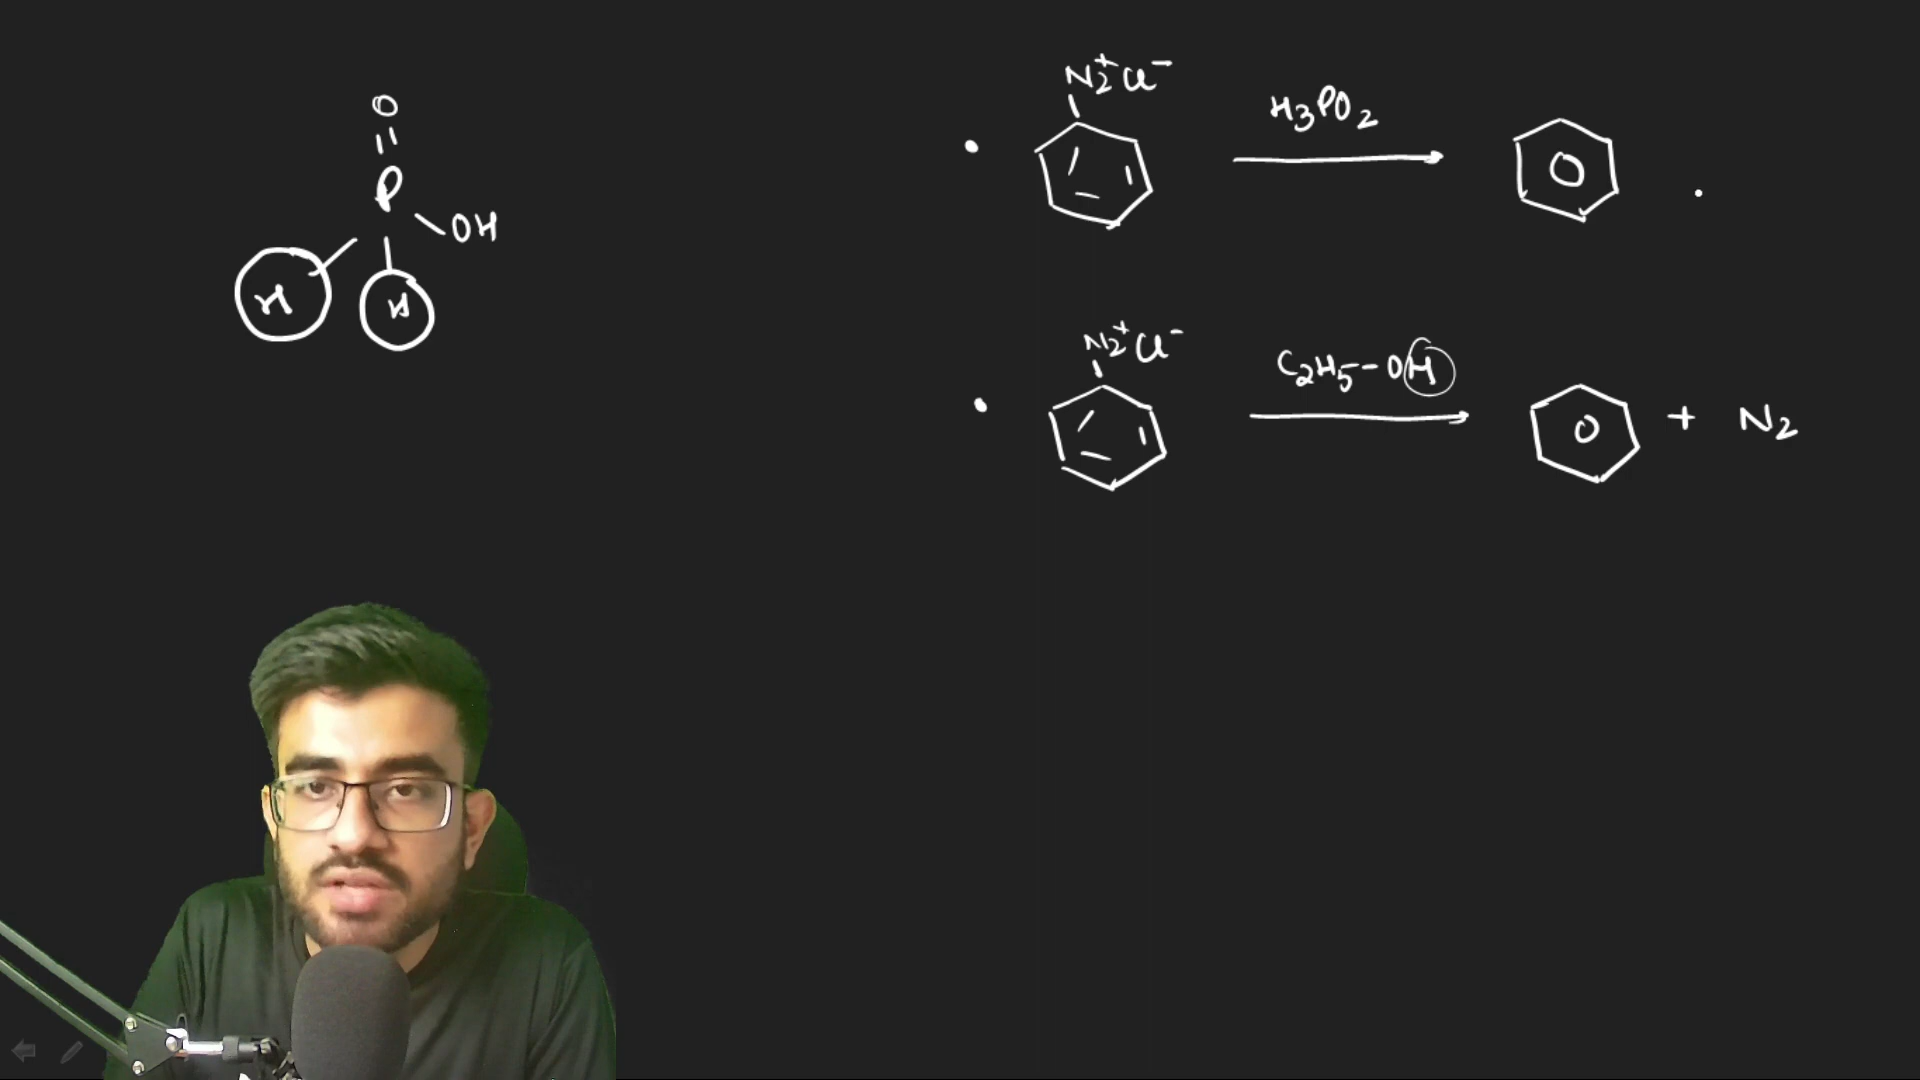 O
P
OH
H H
N2+Cl-
H3PO2
N2+Cl-
C2H5-OH
+ N2